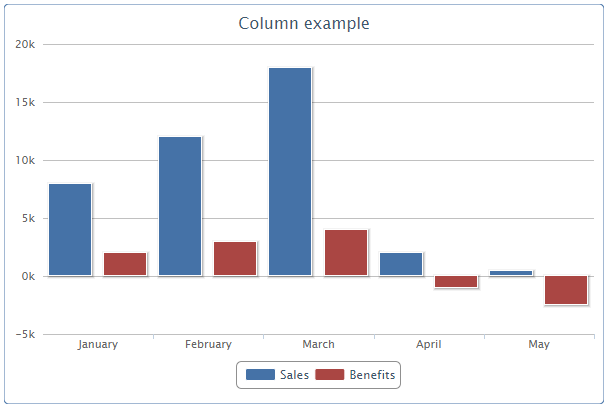 Column example
20k
15k
10k
5k
0k
-5k
January February March April May
Sales Benefits